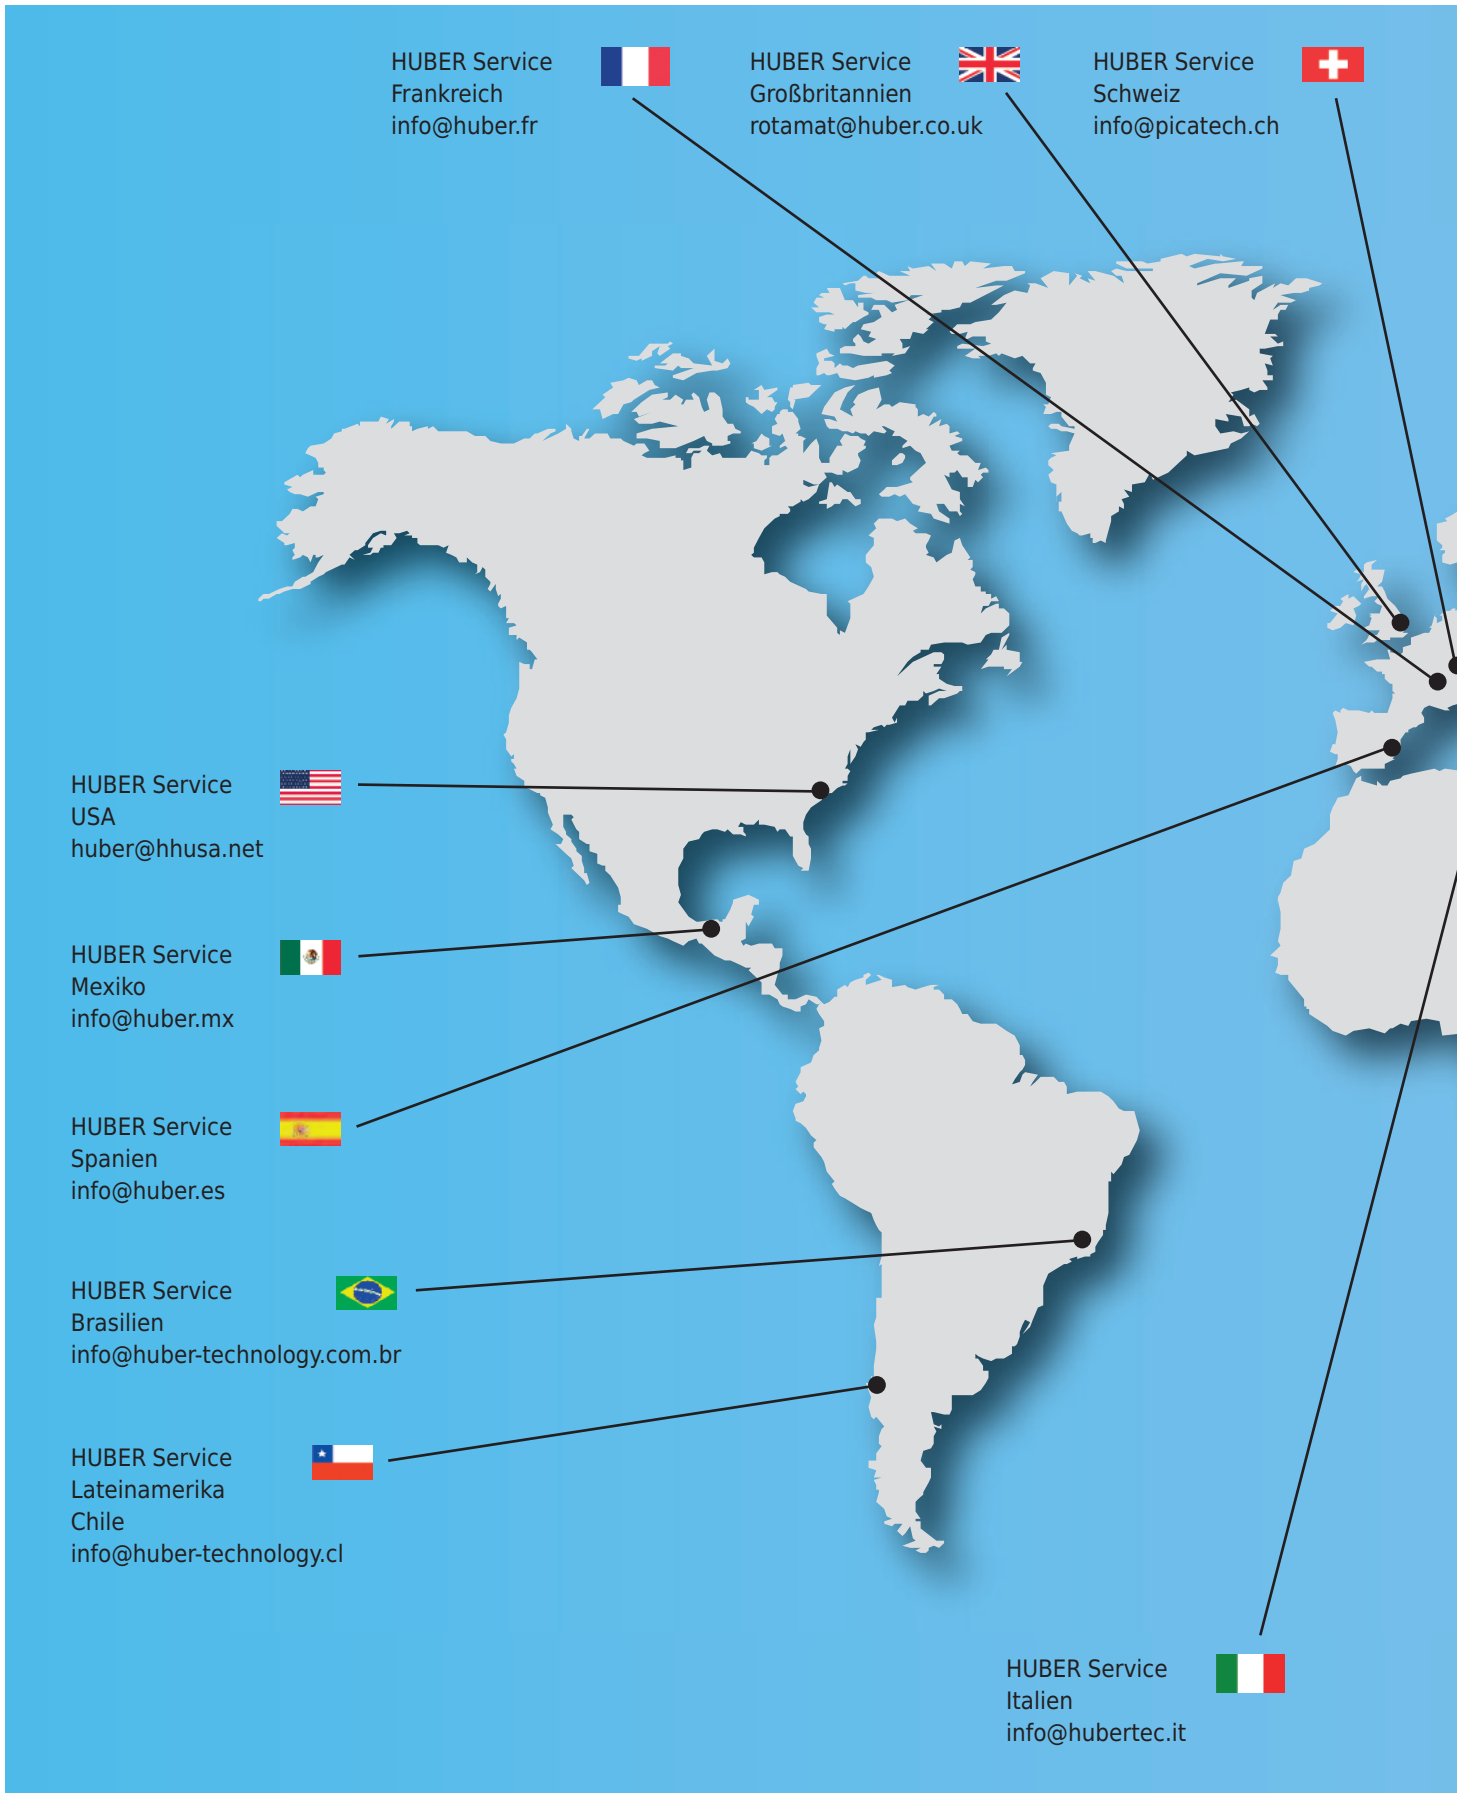 HUBER Service
Frankreich
info@huber.fr
HUBER Service
Großbritannien
rotamat@huber.co.uk
HUBER Service
Schweiz
info@picatech.ch
HUBER Service
USA
huber@hhusa.net
HUBER Service
Mexiko
info@huber.mx
HUBER Service
Spanien
info@huber.es
HUBER Service
Brasilien
info@huber-technology.com.br
HUBER Service
Lateinamerika
Chile
info@huber-technology.cl
HUBER Service
Italien
info@hubertec.it